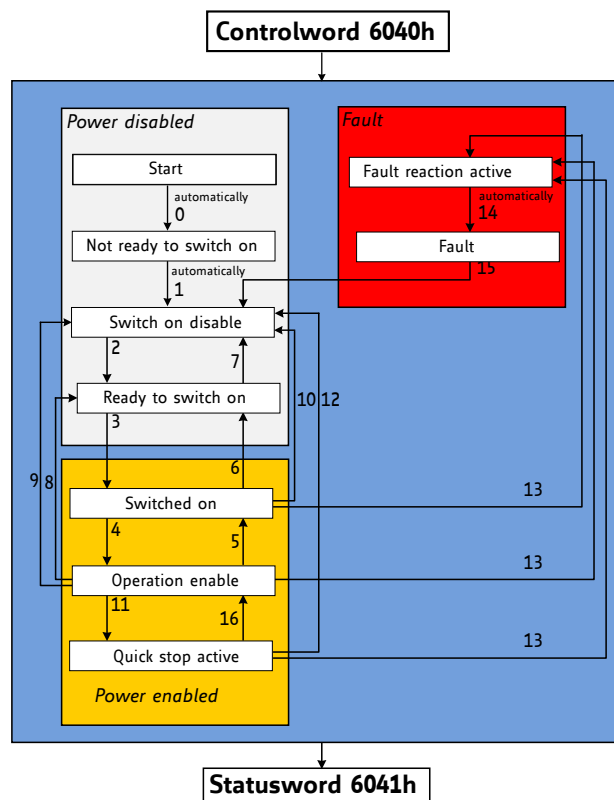 Controlword 6040h
Power disabled
Fault
Start
Fault reaction active
automatically
0
automatically
14
Not ready to switch on
Fault
automatically
1
15
Switch on disable
2
7
10
12
Ready to switch on
3
9
8
6
13
Switched on
4
5
13
Operation enable
11
16
13
Quick stop active
Power enabled
Statusword 6041h